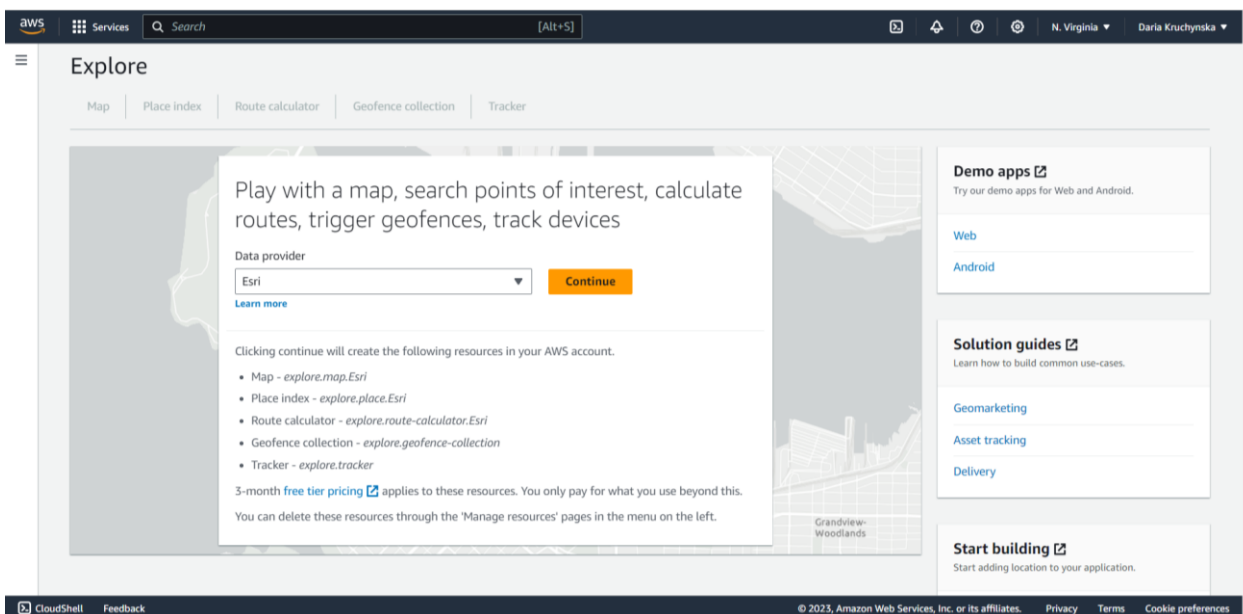 aws
Services
Search
[Alt+S]
N. Virginia
Daria Kruchynska
Explore
Map
Place index
Route calculator
Geofence collection
Tracker
Play with a map, search points of interest, calculate
routes, trigger geofences, track devices
Data provider
Esri
Continue
Learn more
Clicking continue will create the following resources in your AWS account.
• Map - explore.map.Esri
• Place index - explore.place.Esri
• Route calculator - explore.route-calculator.Esri
• Geofence collection - explore.geofence-collection
• Tracker - explore.tracker
3-month free tier pricing applies to these resources. You only pay for what you use beyond this.
You can delete these resources through the 'Manage resources' pages in the menu on the left.
Grandview-
Woodlands
Demo apps
Try our demo apps for Web and Android.
Web
Android
Solution guides
Learn how to build common use-cases.
Geomarketing
Asset tracking
Delivery
Start building
Start adding location to your application.
CloudShell
Feedback
© 2023, Amazon Web Services, Inc. or its affiliates.
Privacy
Terms
Cookie preferences